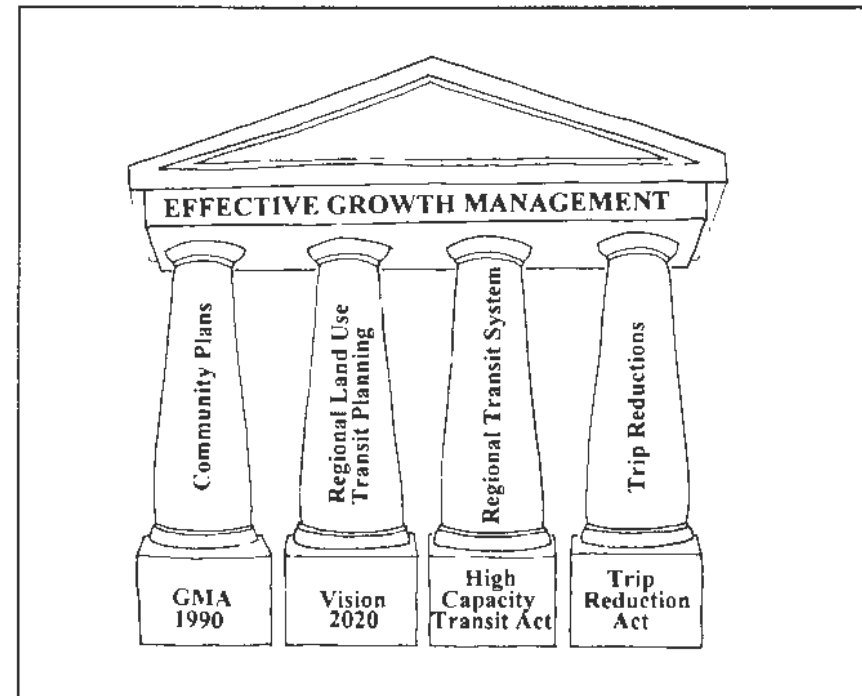 EFFECTIVE GROWTH MANAGEMENT
Community Plans
Regional Land Use
Transit Planning
Regional Transit System
Trip Reductions
GMA
1990
Vision
2020
High
Capacity
Transit Act
Trip
Reduction
Act